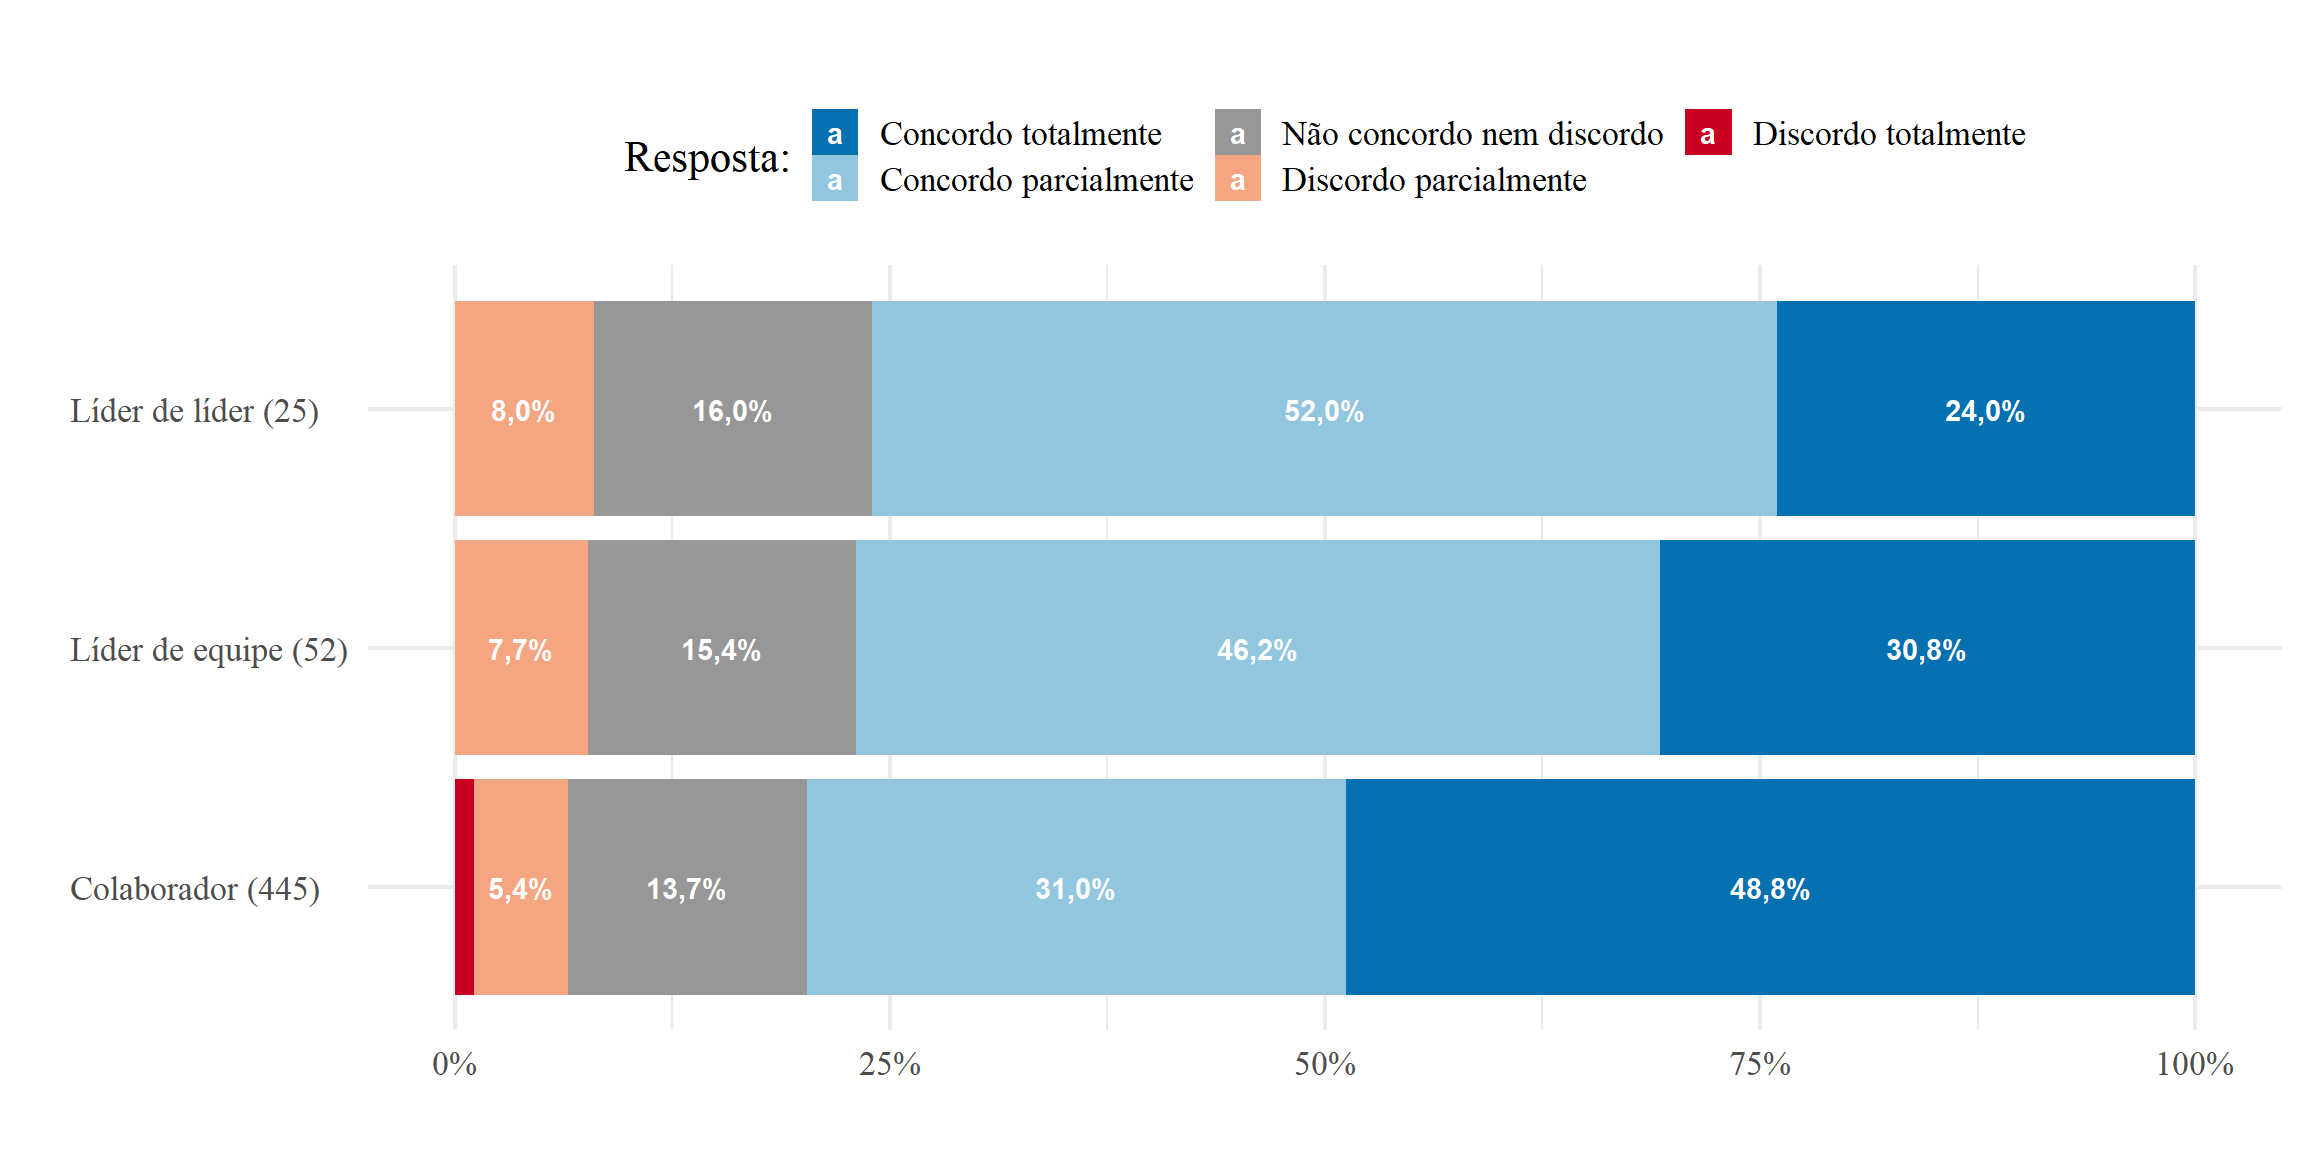 Resposta:
a Concordo totalmente
a Concordo parcialmente
a Não concordo nem discordo
a Discordo parcialmente
a Discordo totalmente
Líder de líder (25)
8,0% 16,0% 52,0% 24,0%
Líder de equipe (52)
7,7% 15,4% 46,2% 30,8%
Colaborador (445)
5,4% 13,7% 31,0% 48,8%
0% 25% 50% 75% 100%